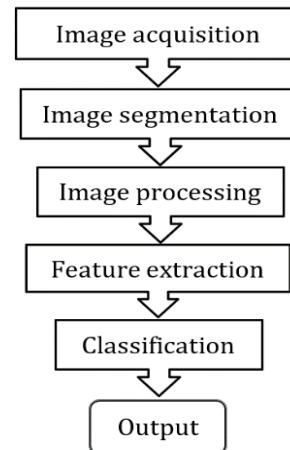 Image acquisition
Image segmentation
Image processing
Feature extraction
Classification
Output